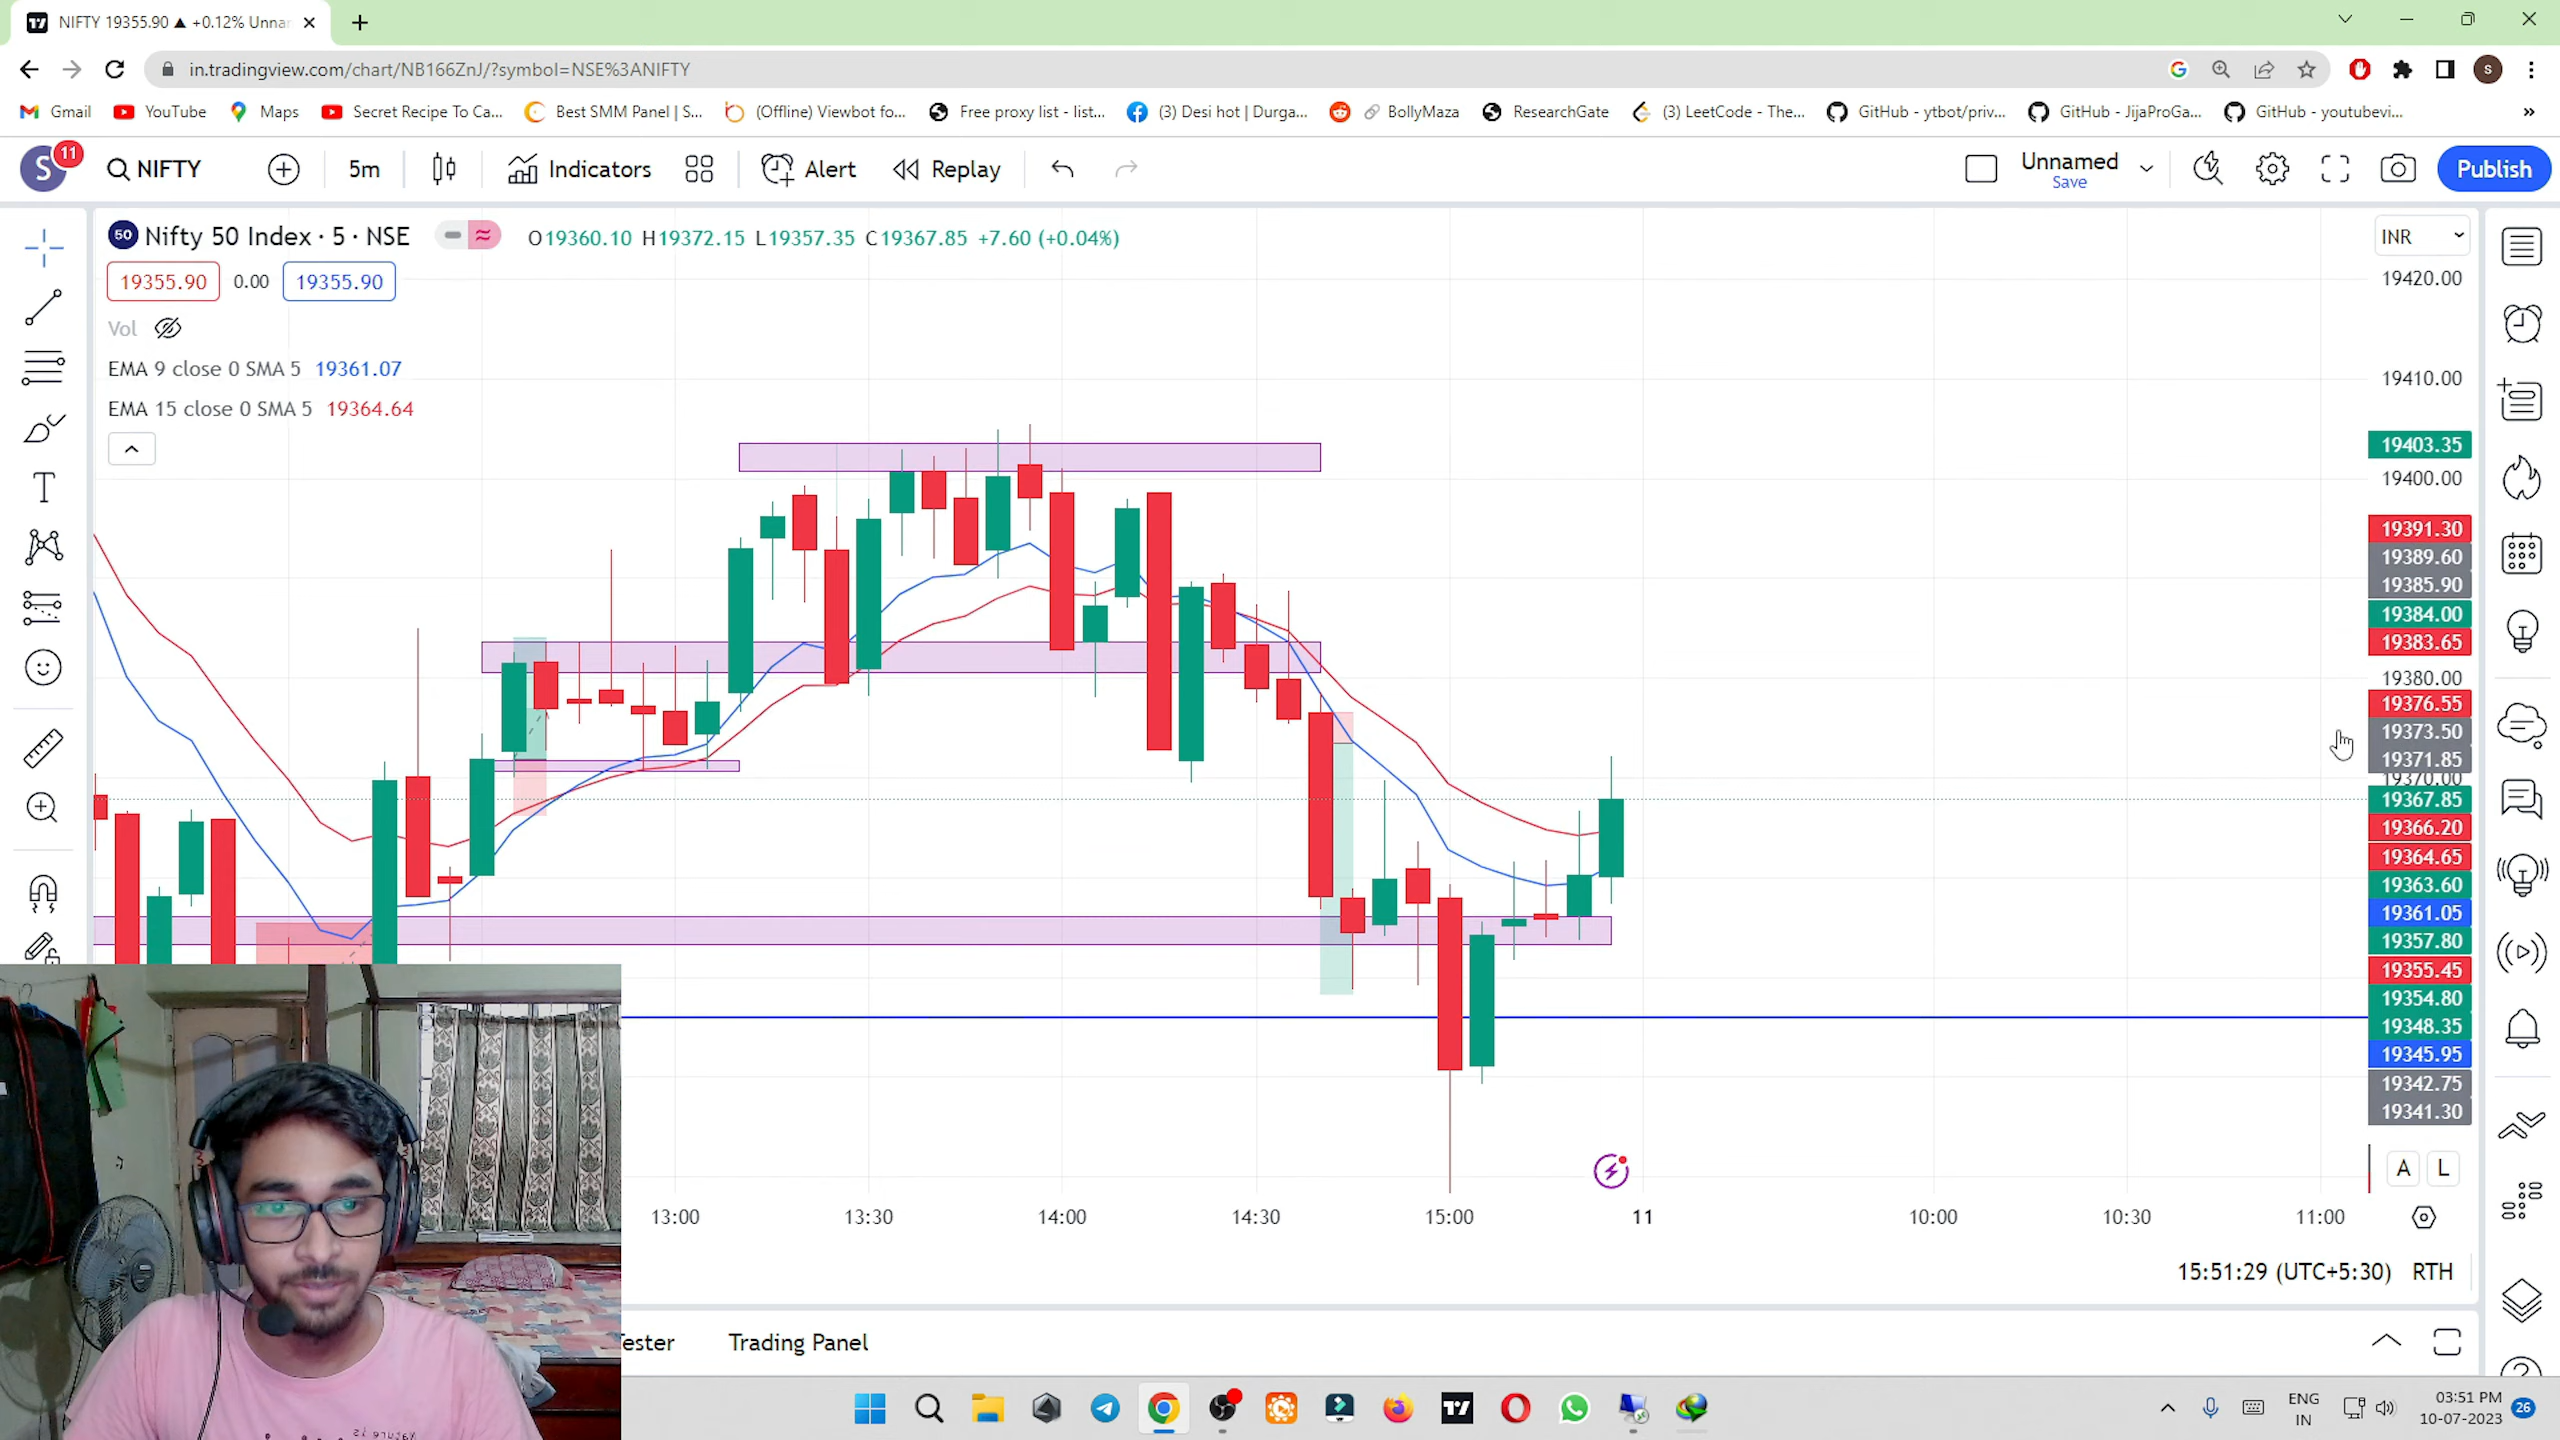 NIFTY 19355.90 ▲ +0.12% Unnar
in.tradingview.com/chart/NB166ZnJ/?symbol=NSE%3ANIFTY
S
Gmail YouTube Maps Secret Recipe To Ca... Best SMM Panel | S... (Offline) Viewbot fo... Free proxy list - list... (3) Desi hot | Durga... BollyMaza ResearchGate (3) LeetCode - The... GitHub - ytbot/priv... GitHub - JijaProGa... GitHub - youtubevi... »
S 11 NIFTY 5m Indicators Alert Replay Unnamed Save Publish
50 Nifty 50 Index · 5 · NSE O19360.10 H19372.15 L19357.35 C19367.85 +7.60 (+0.04%)
INR
19355.90 0.00 19355.90
Vol
EMA 9 close 0 SMA 5 19361.07
EMA 15 close 0 SMA 5 19364.64
19420.00
19410.00
19403.35
19400.00
19391.30
19389.60
19385.90
19384.00
19383.65
19380.00
19376.55
19373.50
19371.85
19370.00
19367.85
19366.20
19364.65
19363.60
19361.05
19357.80
19355.45
19354.80
19348.35
19345.95
19342.75
19341.30
A L
13:00 13:30 14:00 14:30 15:00 11 10:00 10:30 11:00
15:51:29 (UTC+5:30) RTH
ester Trading Panel
ENG
IN
03:51 PM
10-07-2023
26